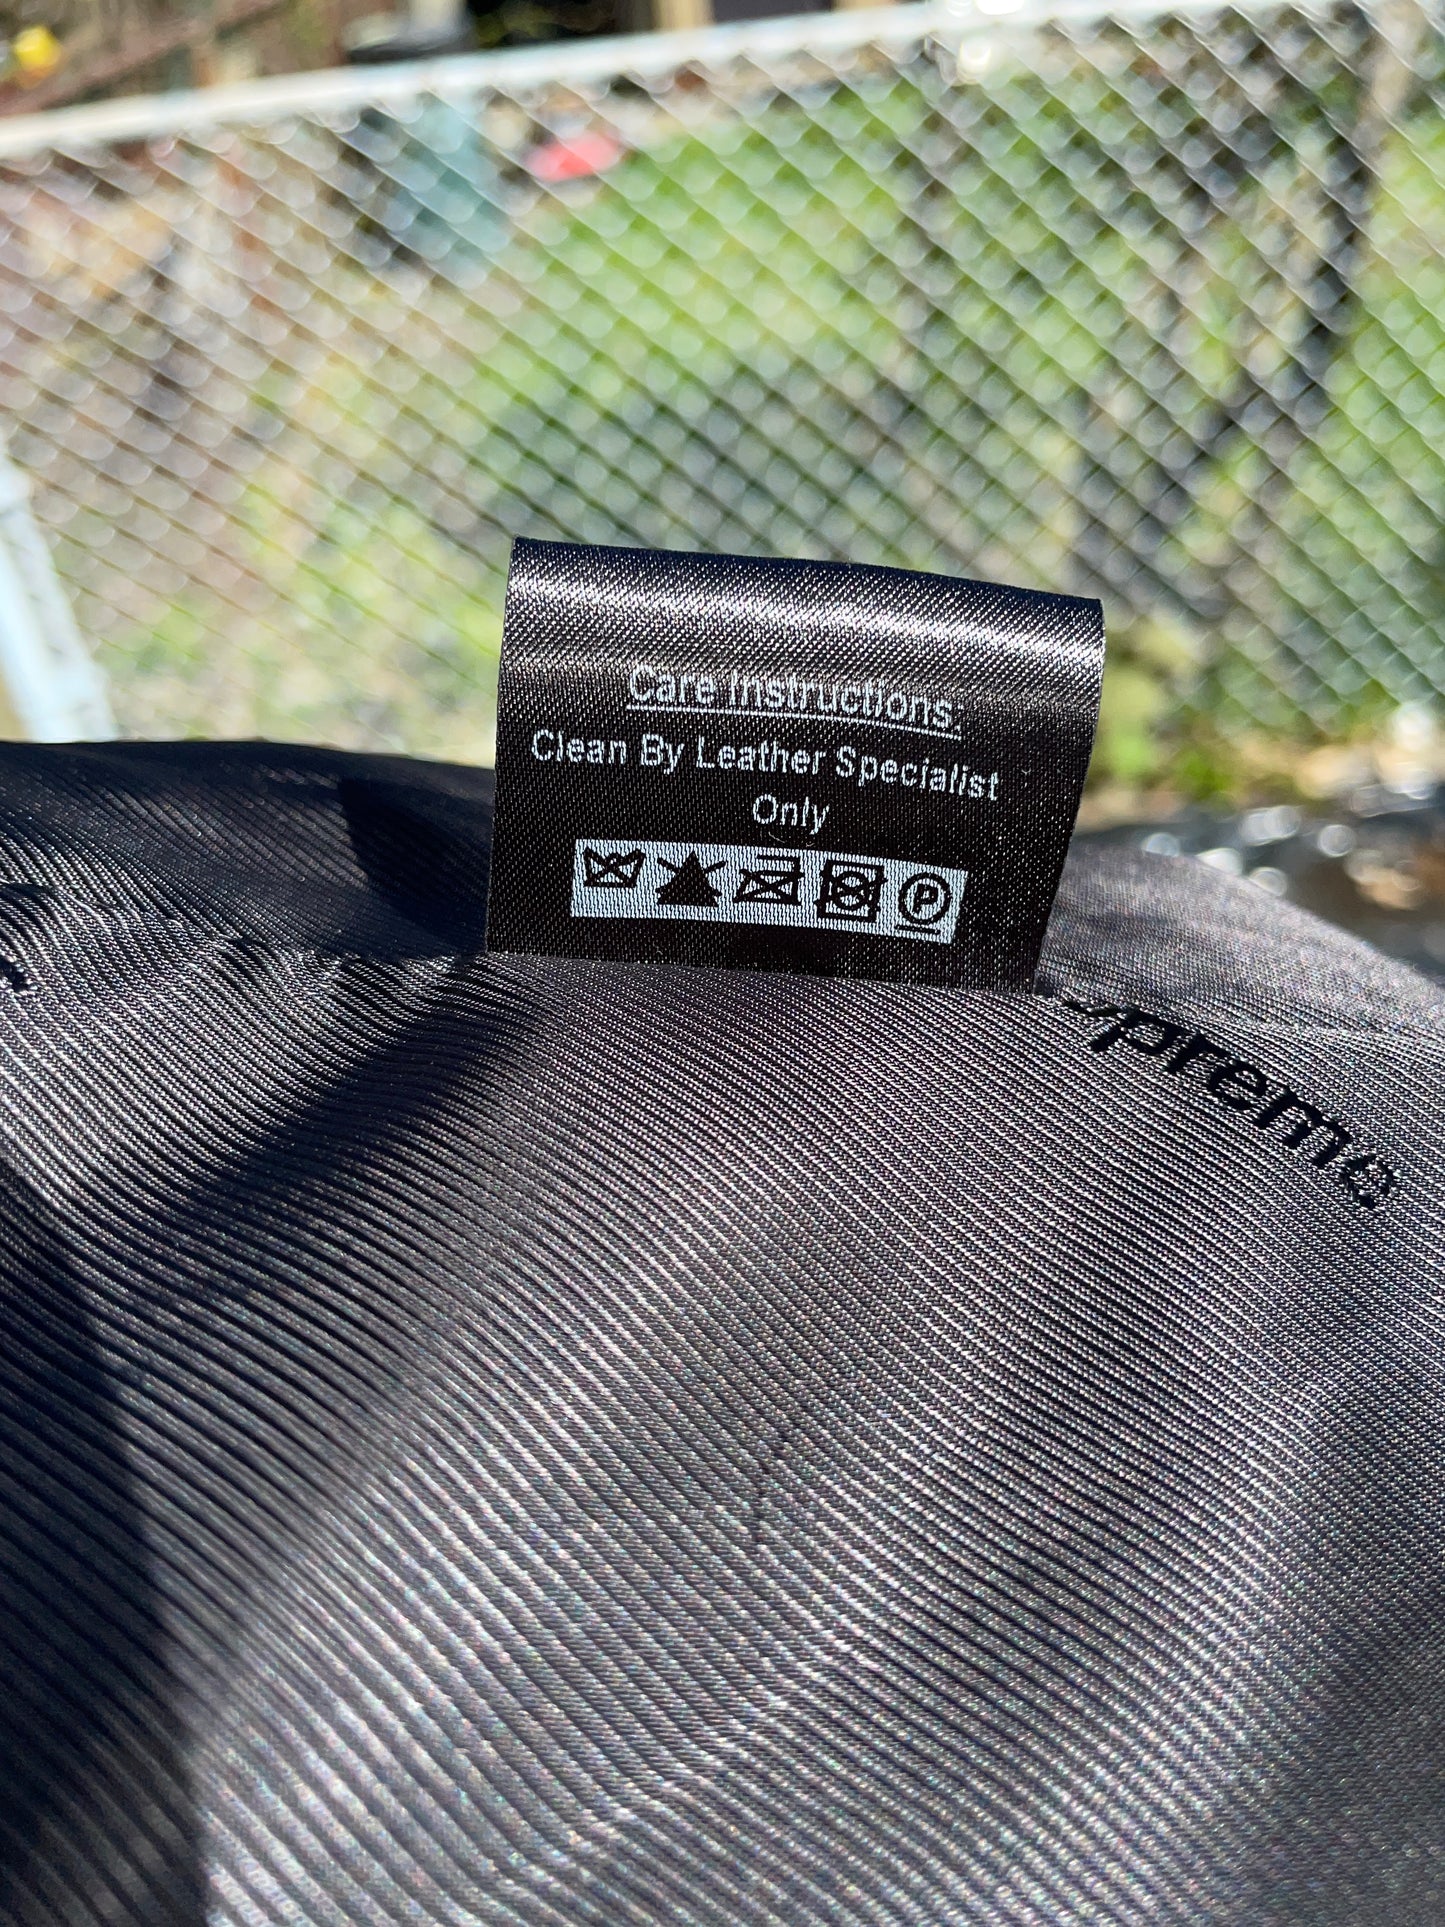 Care Instructions.
Clean By Leather Specialist
Only
P